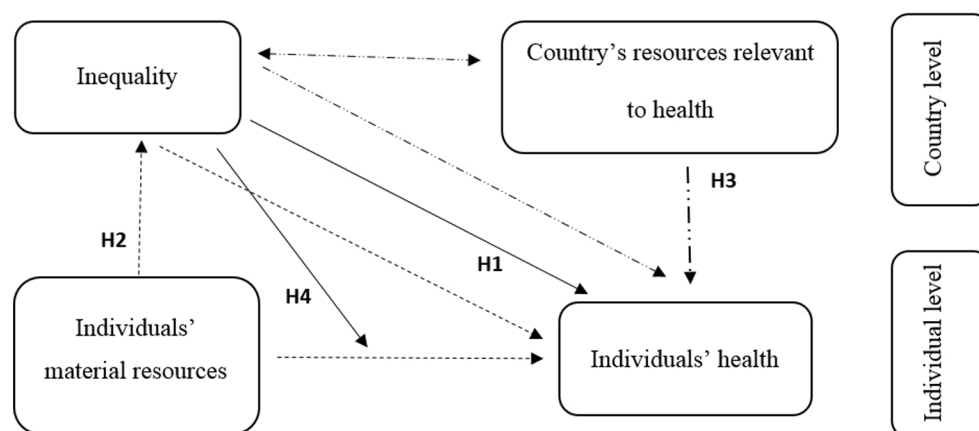 Inequality
Country’s resources relevant
to health
Country level
H3
H2
H1
H4
Individuals’
material resources
Individuals’ health
Individual level